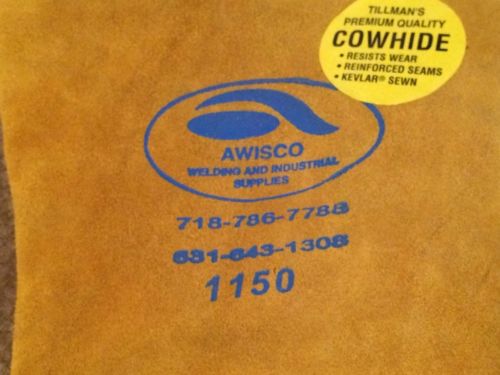 TILLMAN'S
PREMIUM QUALITY
COWHIDE
• RESISTS WEAR
• REINFORCED SEAMS
• KEVLAR® SEWN
AWISCO
WELDING AND INDUSTRIAL
SUPPLIES
718-786-7788
631-643-1308
1150